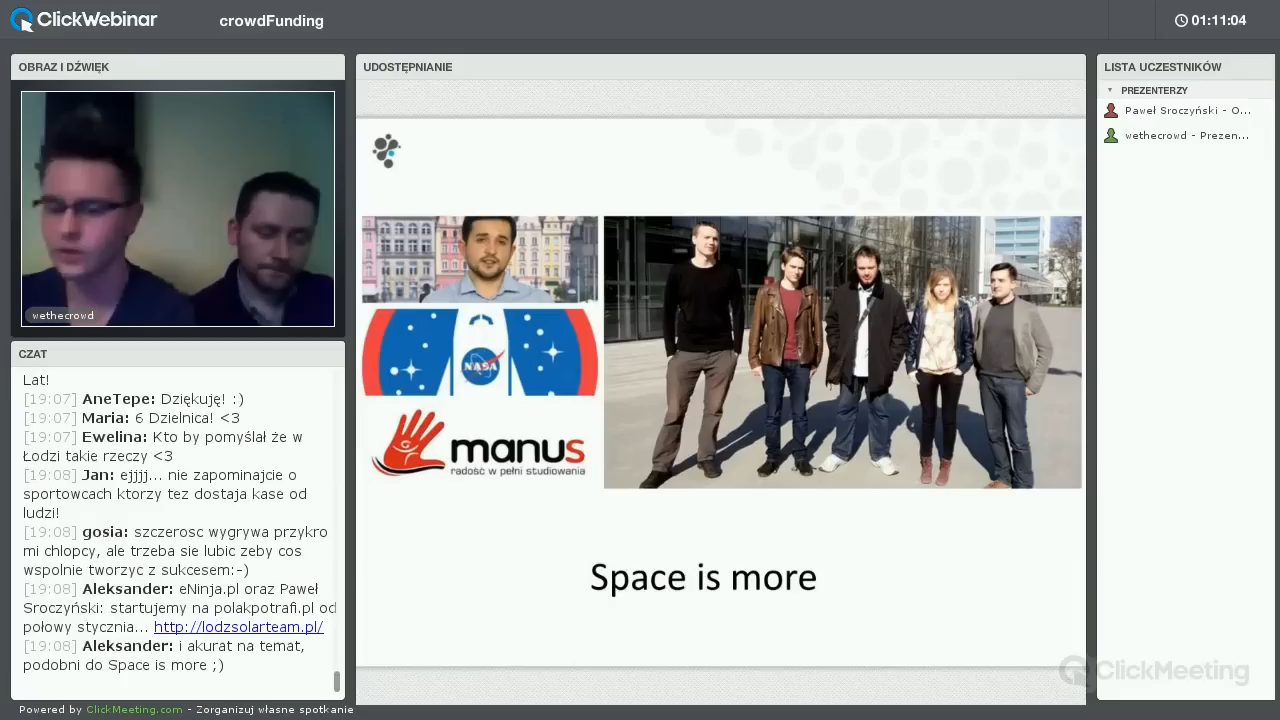 ClickWebinar
crowdFunding
01:11:04
OBRAZ I DŹWIĘK
wethecrowd
CZAT
Lat!
[19:07] AneTepe: Dziękuję! :)
[19:07] Maria: 6 Dzielnica! <3
[19:07] Ewelina: Kto by pomyślał że w
Łodzi takie rzeczy <3
[19:08] Jan: ejjjj... nie zapominajcie o
sportowcach ktorzy tez dostaja kase od
ludzi!
[19:08] gosia: szczerosc wygrywa przykro
mi chlopcy, ale trzeba sie lubic zeby cos
wspolnie tworzyc z sukcesem:-)
[19:08] Aleksander: eNinja.pl oraz Paweł
Sroczyński: startujemy na polakpotrafi.pl od
połowy stycznia... http://lodzsolarteam.pl/
[19:08] Aleksander: i akurat na temat,
podobni do Space is more ;)
Powered by ClickMeeting.com - Zorganizuj własne spotkanie
UDOSTĘPNIANIE
NASA
manus
radość w pełni studiowania
Space is more
LISTA UCZESTNIKÓW
PREZENTERZY
Paweł Sroczyński - O...
wethecrowd - Prezen...
ClickMeeting